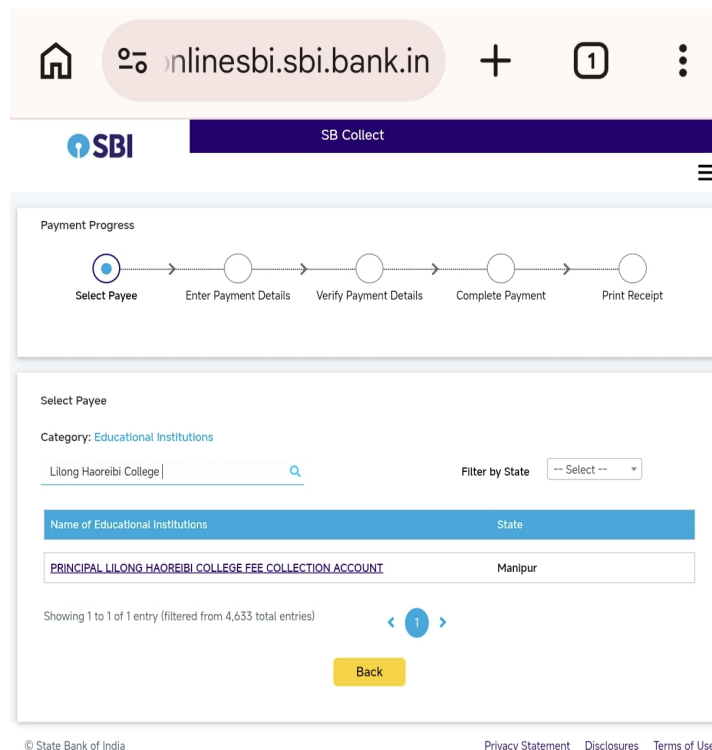 nlinesbi.sbi.bank.in
1
SBI
SB Collect
Payment Progress
Select Payee
Enter Payment Details
Verify Payment Details
Complete Payment
Print Receipt
Select Payee
Category: Educational Institutions
Lilong Haoreibi College
Filter by State
-- Select --
Name of Educational Institutions
State
PRINCIPAL LILONG HAOREIBI COLLEGE FEE COLLECTION ACCOUNT
Manipur
Showing 1 to 1 of 1 entry (filtered from 4,633 total entries)
1
Back
© State Bank of India
Privacy Statement
Disclosures
Terms of Use